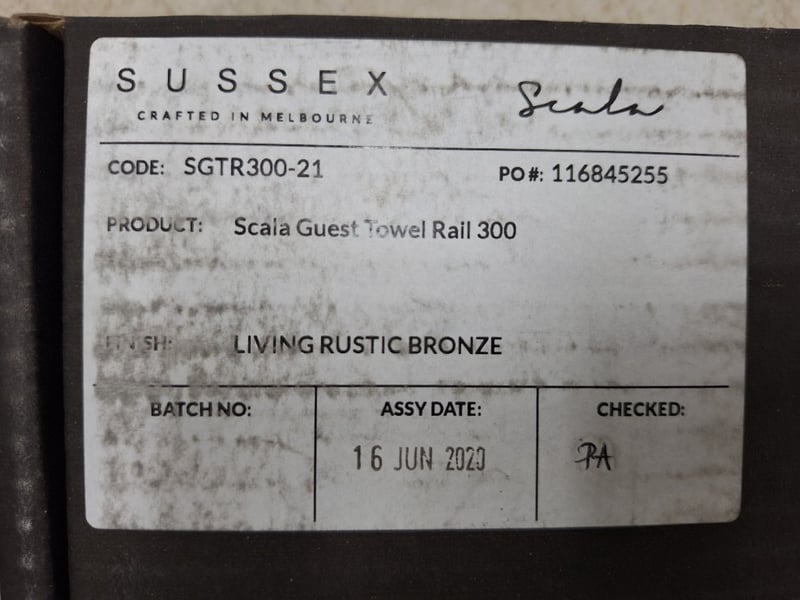 SUSSEX
CRAFTED IN MELBOURNE
Scala
CODE: SGTR300-21
PO#: 116845255
PRODUCT: Scala Guest Towel Rail 300
FINISH: LIVING RUSTIC BRONZE
BATCH NO:
ASSY DATE:
CHECKED:
16 JUN 2020
PA